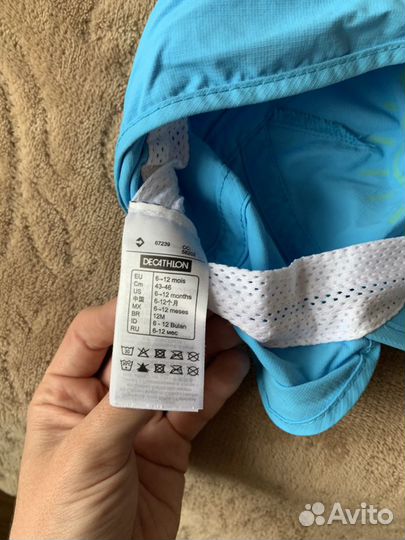 67239
DECATHLON
EU 6-12 mois
Cm 43-46
US 6-12 months
中国 6-12个月
MX 6-12 meses
BR 12M
ID 6 - 12 Bulan
RU 6-12 мес
Avito